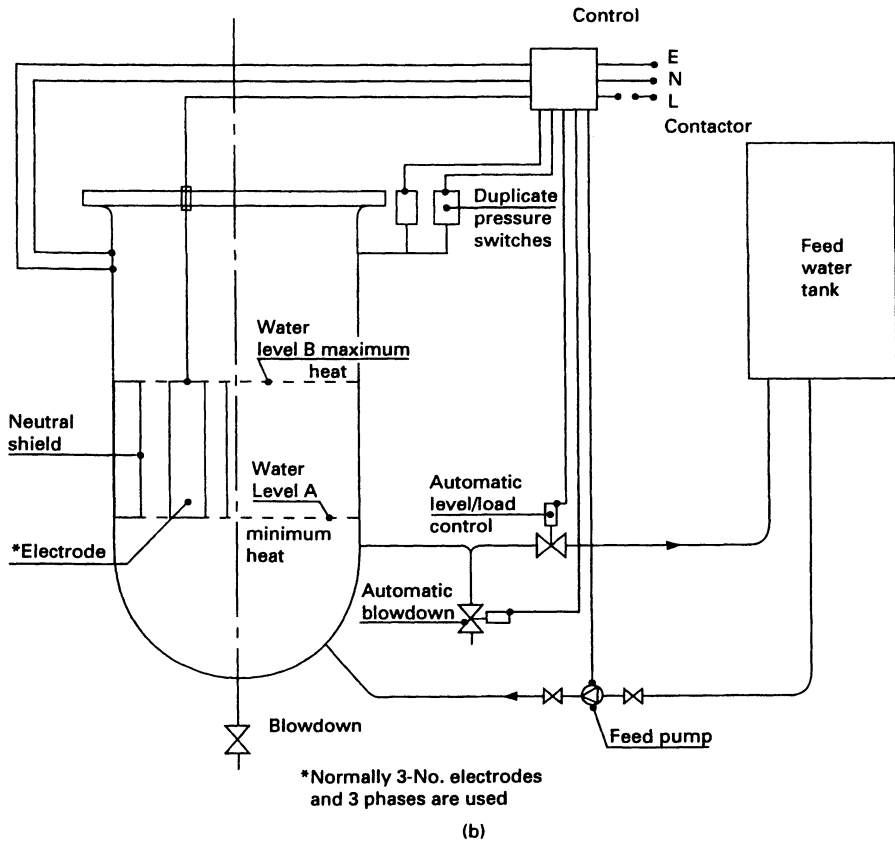 Control
E
N
L
Contactor
Duplicate
pressure
switches
Feed
water
tank
Water
level B maximum
heat
Neutral
shield
Water
Level A
minimum
heat
*Electrode
Automatic
level/load
control
Automatic
blowdown
Blowdown
Feed pump
*Normally 3-No. electrodes
and 3 phases are used
(b)